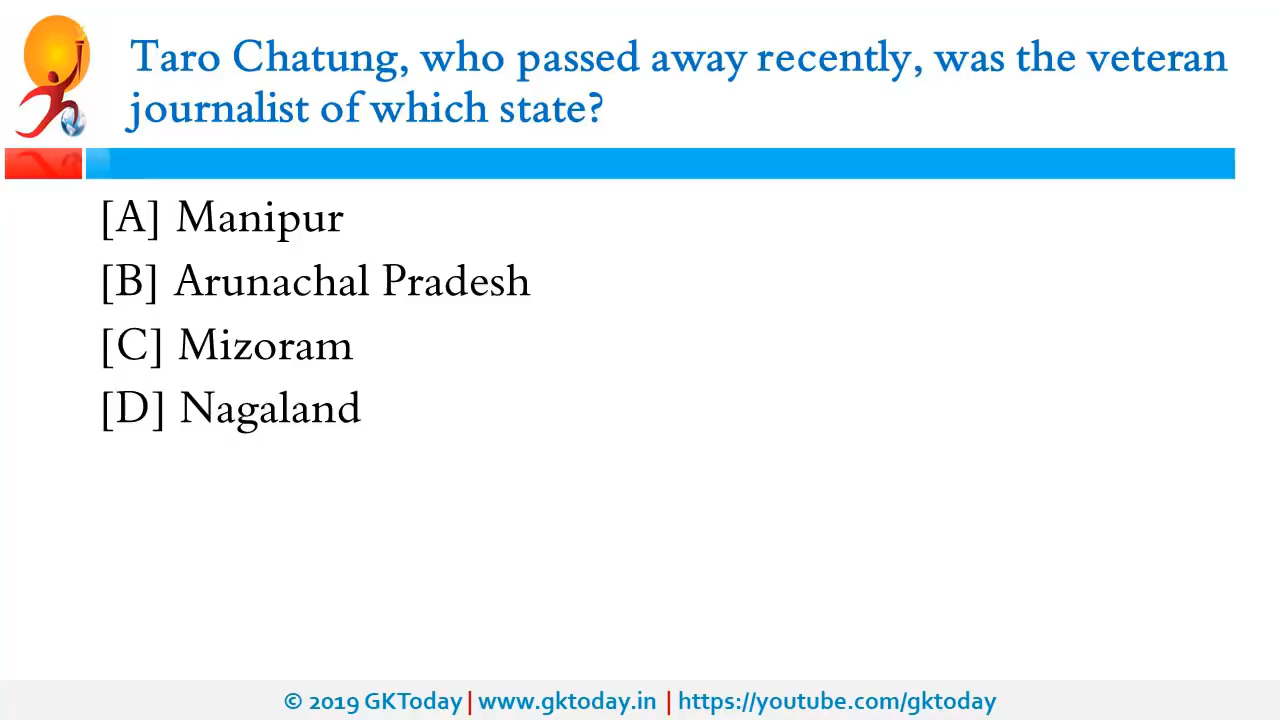 Taro Chatung, who passed away recently, was the veteran
journalist of which state?
[A] Manipur
[B] Arunachal Pradesh
[C] Mizoram
[D] Nagaland
© 2019 GKToday | www.gktoday.in | https://youtube.com/gktoday